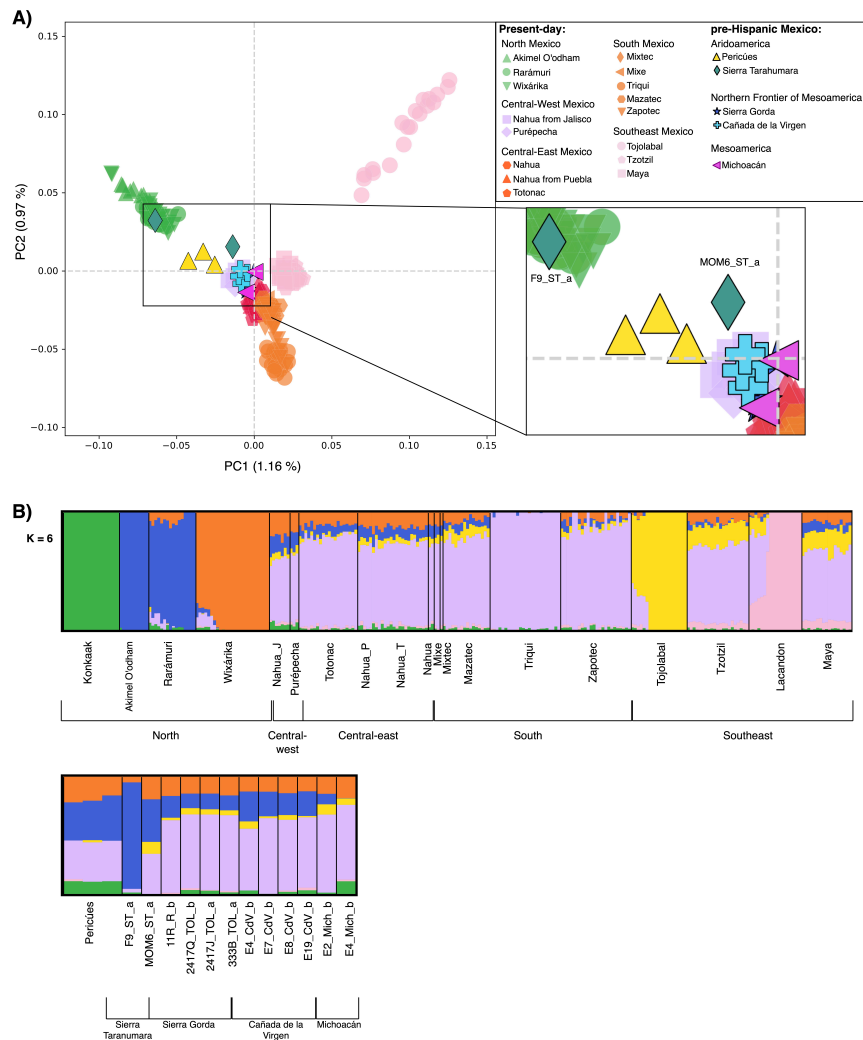 A)
0.15
0.10
0.05
0.00
−0.05
−0.10
PC2 (0.97 %)
−0.10
−0.05
0.00
0.05
0.10
0.15
PC1 (1.16 %)
Present-day:
North Mexico
Akimel O'odham
Rarámuri
Wixárika
Central-West Mexico
Nahua from Jalisco
Purépecha
Central-East Mexico
Nahua
Nahua from Puebla
Totonac
South Mexico
Mixtec
Mixe
Triqui
Mazatec
Zapotec
Southeast Mexico
Tojolabal
Tzotzil
Maya
pre-Hispanic Mexico:
Aridoamerica
Pericúes
Sierra Tarahumara
Northern Frontier of Mesoamerica
Sierra Gorda
Cañada de la Virgen
Mesoamerica
Michoacán
F9_ST_a
MOM6_ST_a
B)
K = 6
Konkaak
Akimel O'odham
Rarámuri
Wixárika
Nahua_J
Purépecha
Totonac
Nahua_P
Nahua_T
Nahua
Mixe
Mixtec
Mazatec
Triqui
Zapotec
Tojolabal
Tzotzil
Lacandon
Maya
North
Central-
west
Central-east
South
Southeast
Pericúes
F9_ST_a
MOM6_ST_a
11R_R_b
2417Q_TOL_b
2417J_TOL_a
333B_TOL_a
E4_CdV_b
E7_CdV_b
E8_CdV_b
E19_CdV_b
E2_Mich_b
E4_Mich_b
Sierra
Taranumara
Sierra Gorda
Cañada de la
Virgen
Michoacán